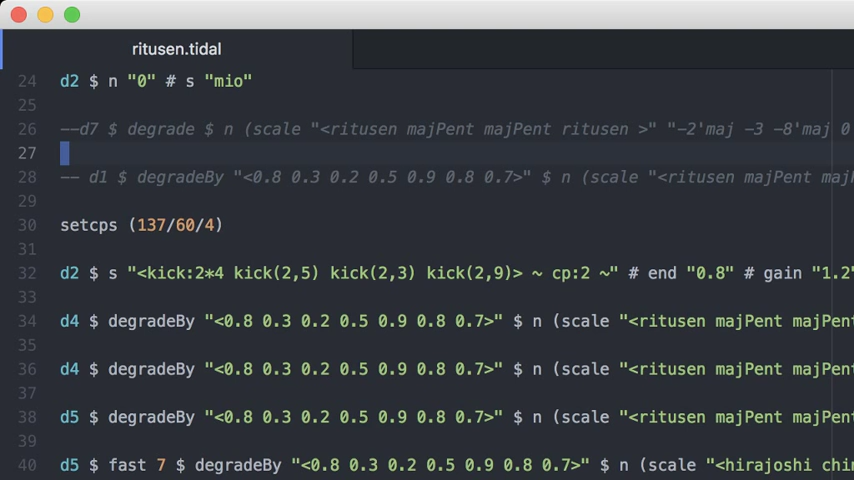 ritusen.tidal
24 d2 $ n "0" # s "mio"
25
26 --d7 $ degrade $ n (scale "<ritusen majPent majPent ritusen >" "-2'maj -3 -8'maj 0
27
28 -- d1 $ degradeBy "<0.8 0.3 0.2 0.5 0.9 0.8 0.7>" $ n (scale "<ritusen majPent
29
30 setcps (137/60/4)
31
32 d2 $ s "<kick:2*4 kick(2,5) kick(2,3) kick(2,9)> ~ cp:2 ~" # end "0.8" # gain "1.2"
33
34 d4 $ degradeBy "<0.8 0.3 0.2 0.5 0.9 0.8 0.7>" $ n (scale "<ritusen majPent majPent
35
36 d4 $ degradeBy "<0.8 0.3 0.2 0.5 0.9 0.8 0.7>" $ n (scale "<ritusen majPent majPent
37
38 d5 $ degradeBy "<0.8 0.3 0.2 0.5 0.9 0.8 0.7>" $ n (scale "<ritusen majPent majPent
39
40 d5 $ fast 7 $ degradeBy "<0.8 0.3 0.2 0.5 0.9 0.8 0.7>" $ n (scale "<hirajoshi